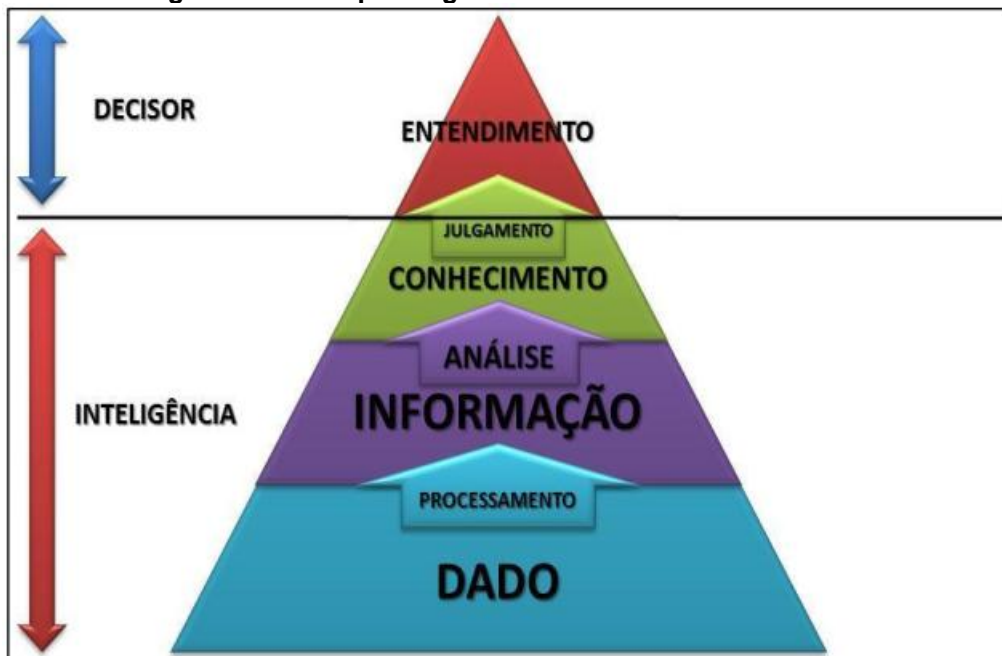 DECISOR
ENTENDIMENTO
JULGAMENTO
CONHECIMENTO
ANÁLISE
INTELIGÊNCIA
INFORMAÇÃO
PROCESSAMENTO
DADO